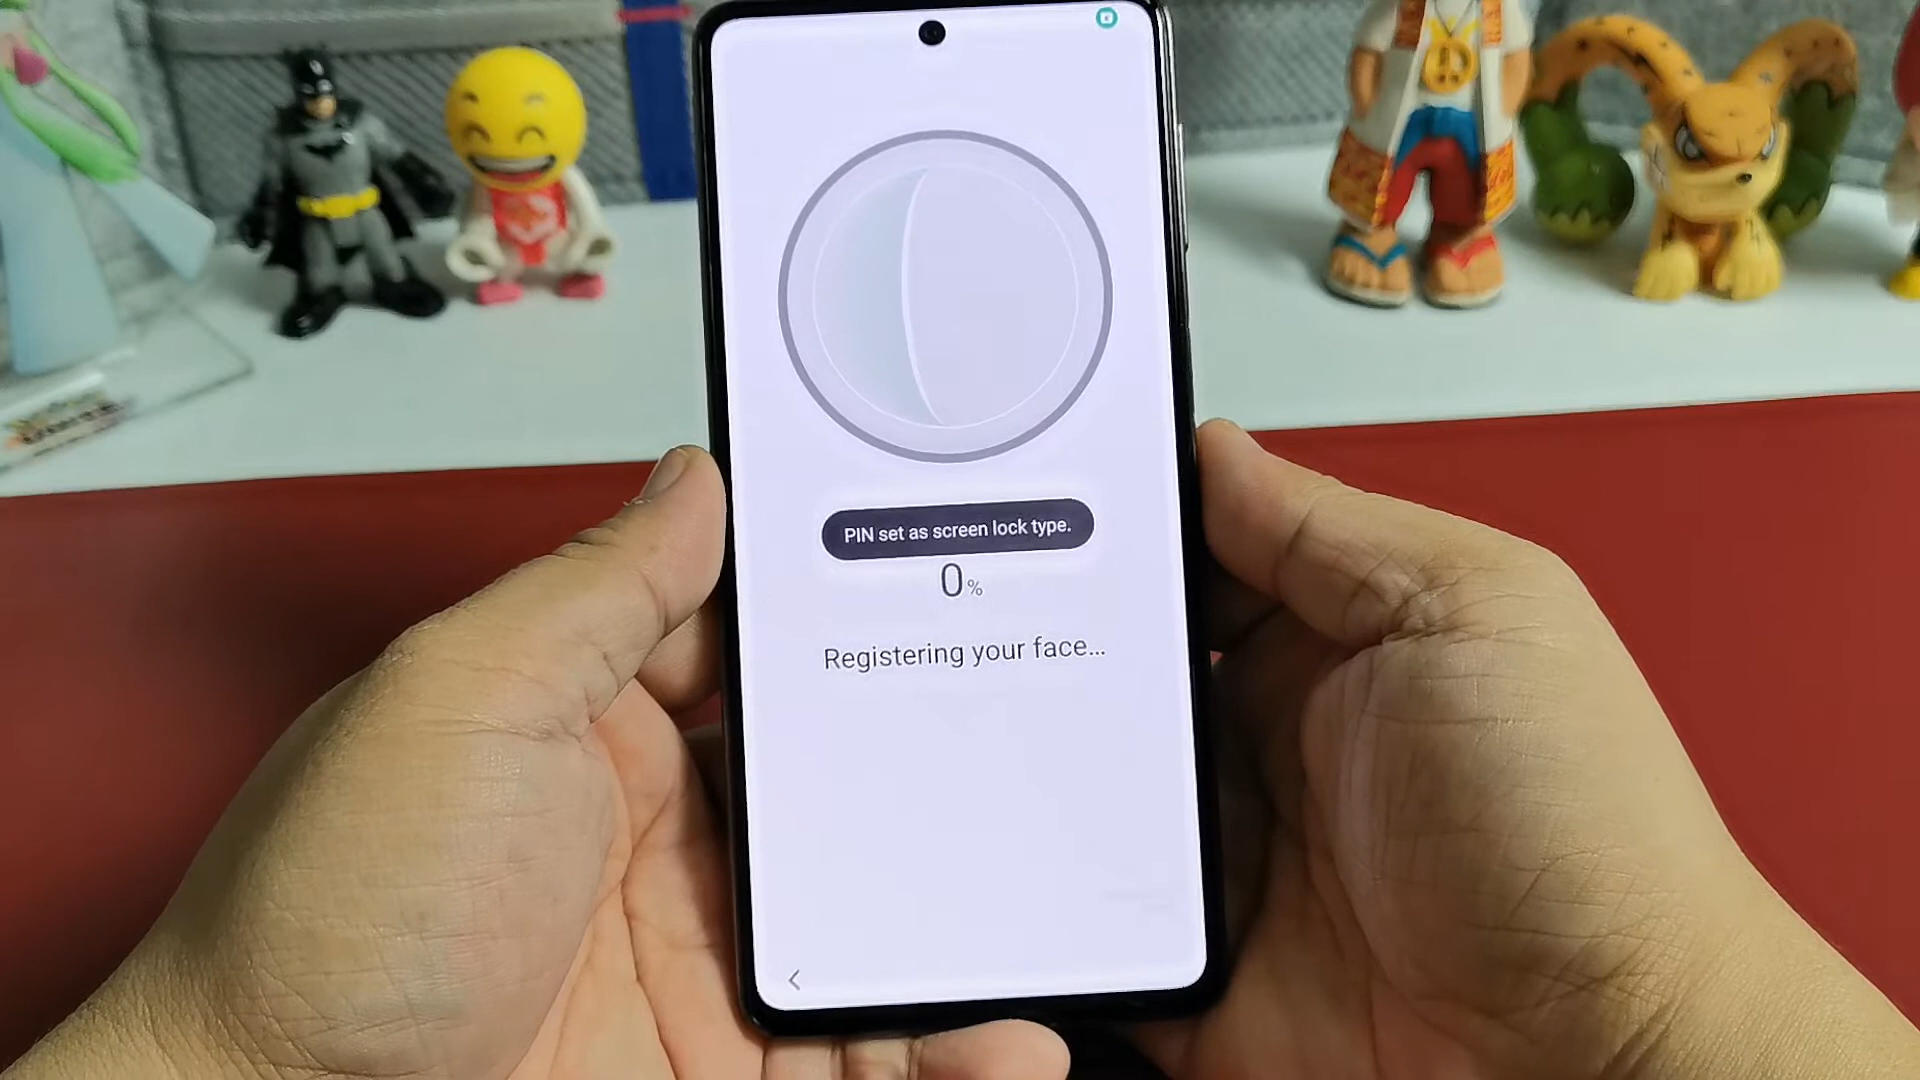 PIN set as screen lock type.
0%
Registering your face...